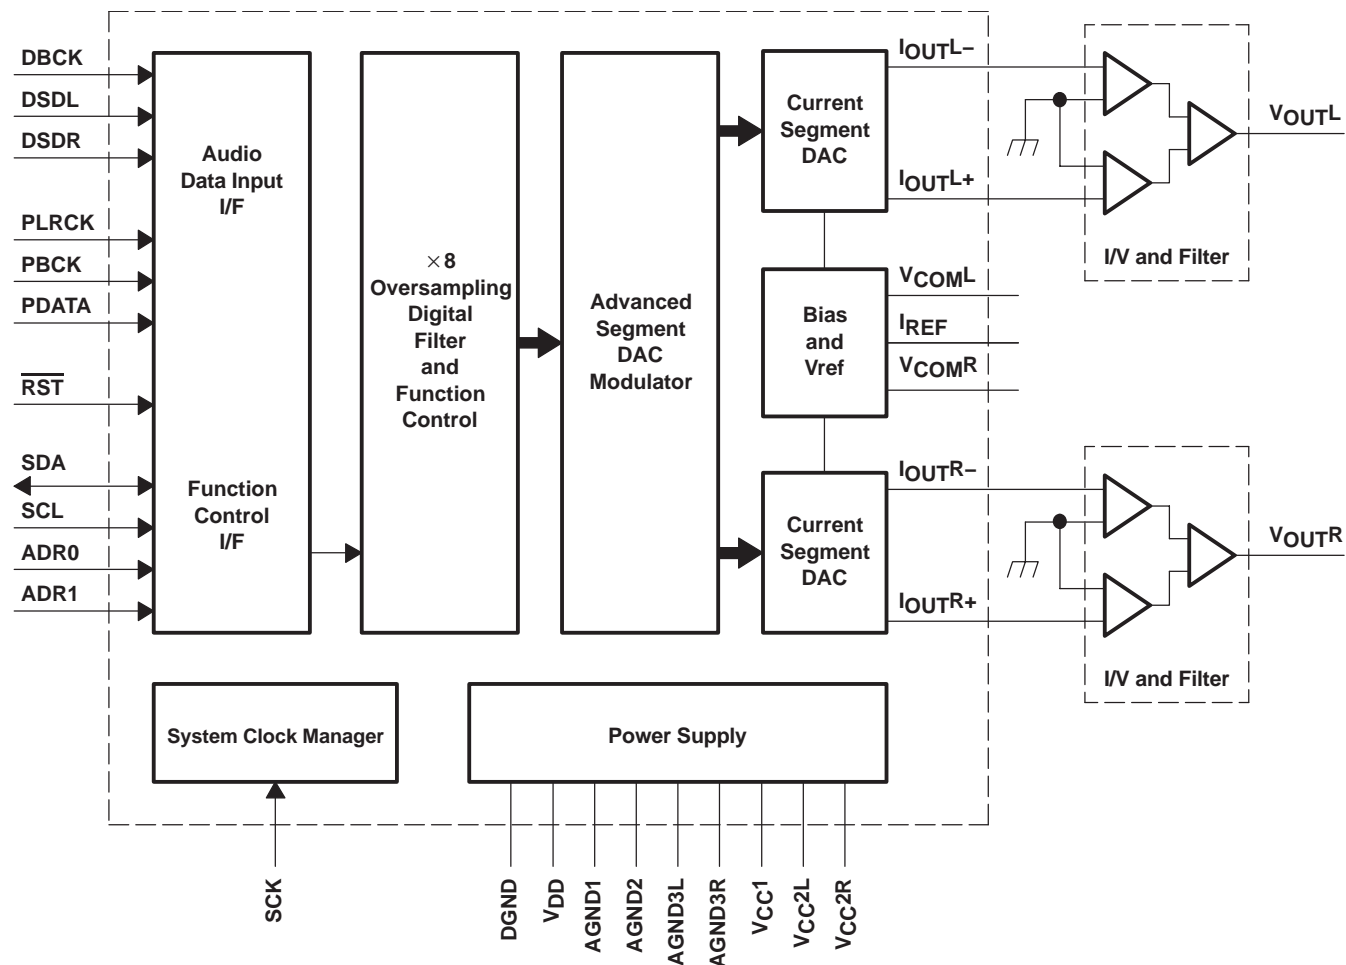 DBCK
DSDL
DSDR
PLRCK
PBCK
PDATA
RST
SDA
SCL
ADR0
ADR1
Audio
Data Input
I/F
Function
Control
I/F
×8
Oversampling
Digital
Filter
and
Function
Control
Advanced
Segment
DAC
Modulator
Current
Segment
DAC
Bias
and
Vref
Current
Segment
DAC
IOUTL–
IOUTL+
VCOML
IREF
VCOMR
IOUTR–
IOUTR+
I/V and Filter
VOUTL
I/V and Filter
VOUTR
System Clock Manager
Power Supply
SCK
DGND
VDD
AGND1
AGND2
AGND3L
AGND3R
VCC1
VCC2L
VCC2R